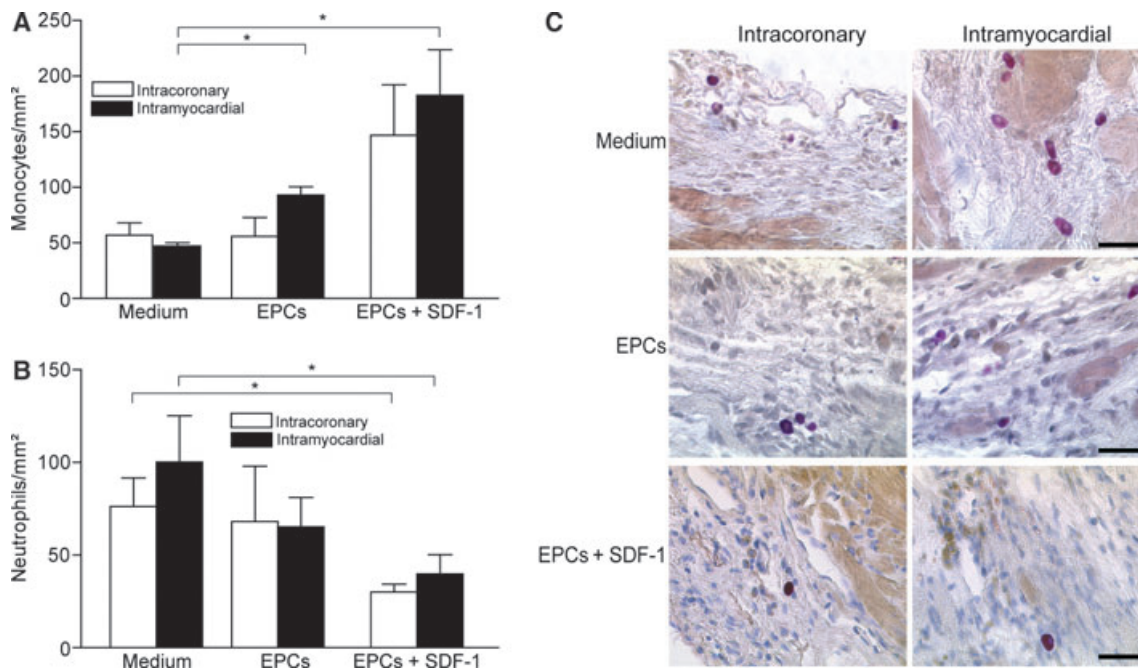 A
250
200
150
100
50
0
Monocytes/mm²
*
*
Intracoronary
Intramyocardial
Medium
EPCs
EPCs + SDF-1
B
150
100
50
0
Neutrophils/mm²
*
*
Intracoronary
Intramyocardial
Medium
EPCs
EPCs + SDF-1
C
Intracoronary
Intramyocardial
Medium
EPCs
EPCs + SDF-1